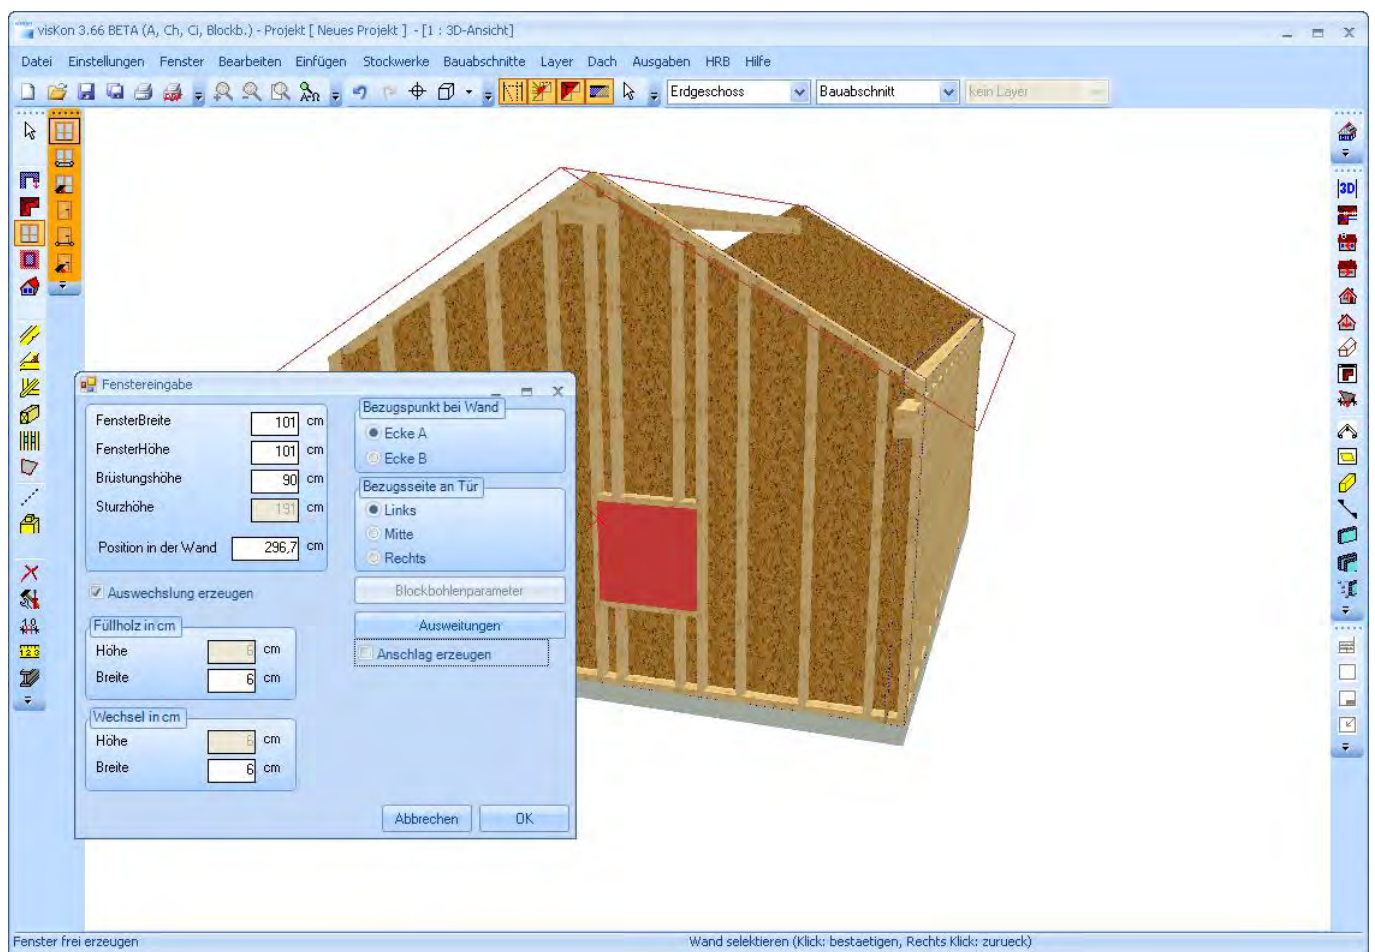 visKon 3.66 BETA (A, Ch, Ci, Blockb.) - Projekt [ Neues Projekt ] - [1 : 3D-Ansicht]
Datei Einstellungen Fenster Bearbeiten Einfügen Stockwerke Bauabschnitte Layer Dach Ausgaben HRB Hilfe
Erdgeschoss Bauabschnitt kein Layer
3D
Fenstereingabe
FensterBreite 101 cm
FensterHöhe 101 cm
Brüstungshöhe 90 cm
Sturzhöhe 191 cm
Position in der Wand 296,7 cm
Auswechslung erzeugen
Füllholz in cm
Höhe 6 cm
Breite 6 cm
Wechsel in cm
Höhe 6 cm
Breite 6 cm
Bezugspunkt bei Wand
Ecke A
Ecke B
Bezugsseite an Tür
Links
Mitte
Rechts
Blockbohlenparameter
Ausweitungen
Anschlag erzeugen
Abbrechen OK
Fenster frei erzeugen Wand selektieren (Klick: bestaetigen, Rechts Klick: zurueck)